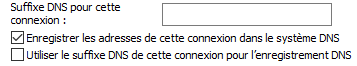 Suffixe DNS pour cette
connexion :
Enregistrer les adresses de cette connexion dans le système DNS
Utiliser le suffixe DNS de cette connexion pour l'enregistrement DNS